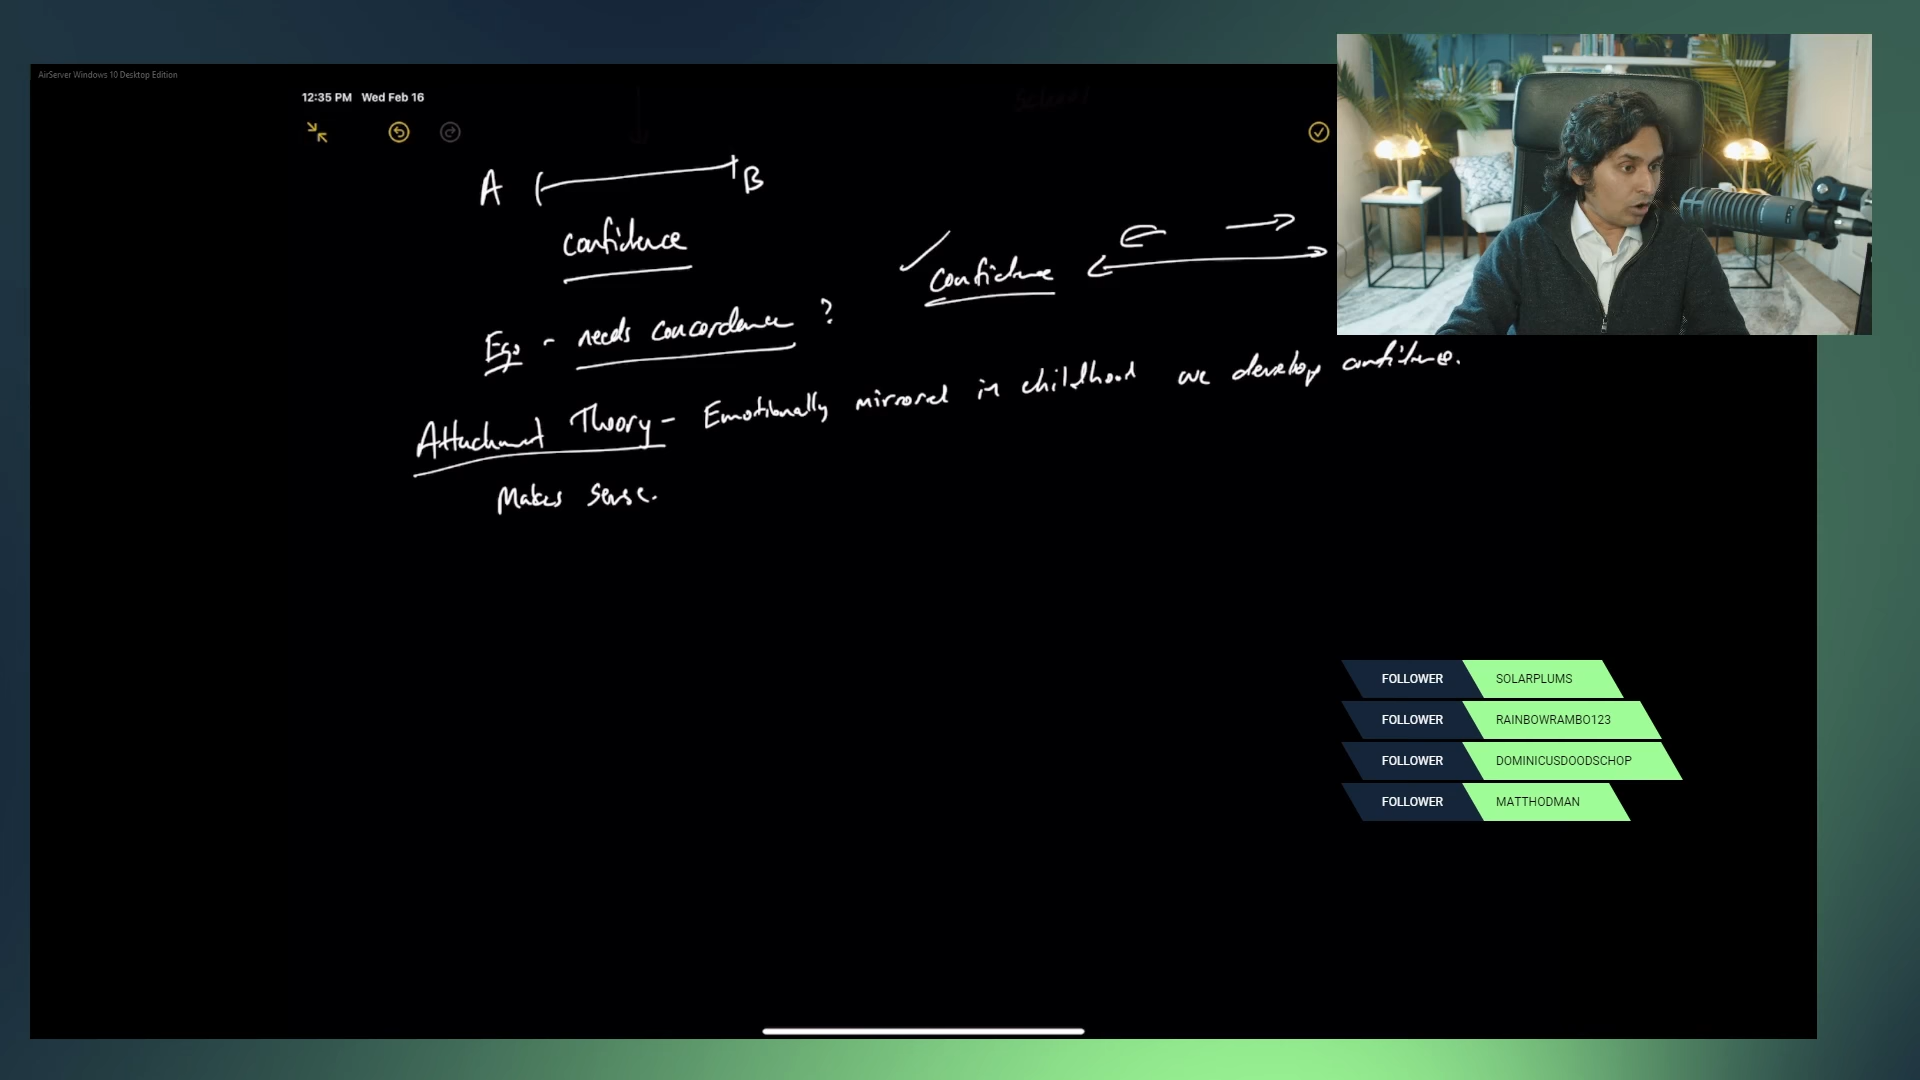 AirServer Windows 10 Desktop Edition
12:35 PM Wed Feb 16
School
A B
confidence
confidence
Ego - needs concordance ?
Attachment Theory - Emotionally mirrored in childhood we develop confidence.
Makes sense.
FOLLOWER SOLARPLUMS
FOLLOWER RAINBOWRAMBO123
FOLLOWER DOMINICUSDOODSCHOP
FOLLOWER MATTHODMAN